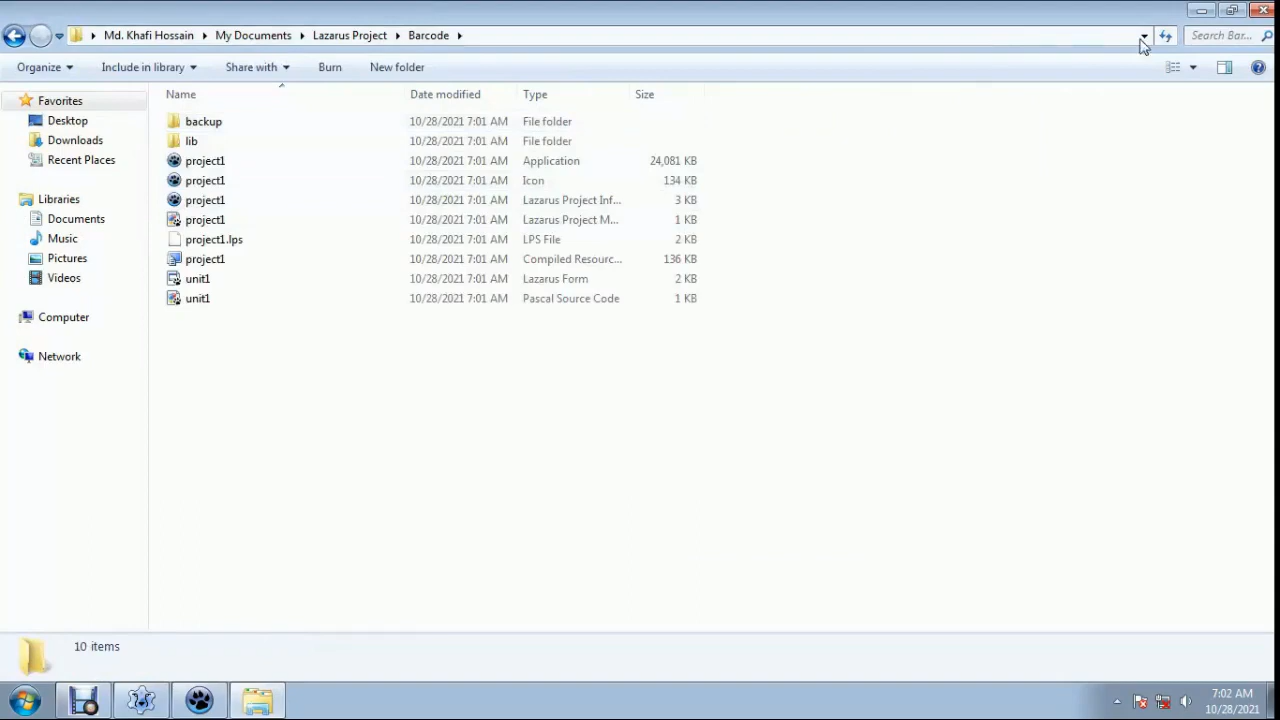 Md. Khafi Hossain My Documents Lazarus Project Barcode Search Bar...
Organize Include in library Share with Burn New folder
Favorites
Desktop
Downloads
Recent Places
Libraries
Documents
Music
Pictures
Videos
Computer
Network
Name Date modified Type Size
backup 10/28/2021 7:01 AM File folder
lib 10/28/2021 7:01 AM File folder
project1 10/28/2021 7:01 AM Application 24,081 KB
project1 10/28/2021 7:01 AM Icon 134 KB
project1 10/28/2021 7:01 AM Lazarus Project Inf... 3 KB
project1 10/28/2021 7:01 AM Lazarus Project M... 1 KB
project1.lps 10/28/2021 7:01 AM LPS File 2 KB
project1 10/28/2021 7:01 AM Compiled Resourc... 136 KB
unit1 10/28/2021 7:01 AM Lazarus Form 2 KB
unit1 10/28/2021 7:01 AM Pascal Source Code 1 KB
10 items
7:02 AM
10/28/2021